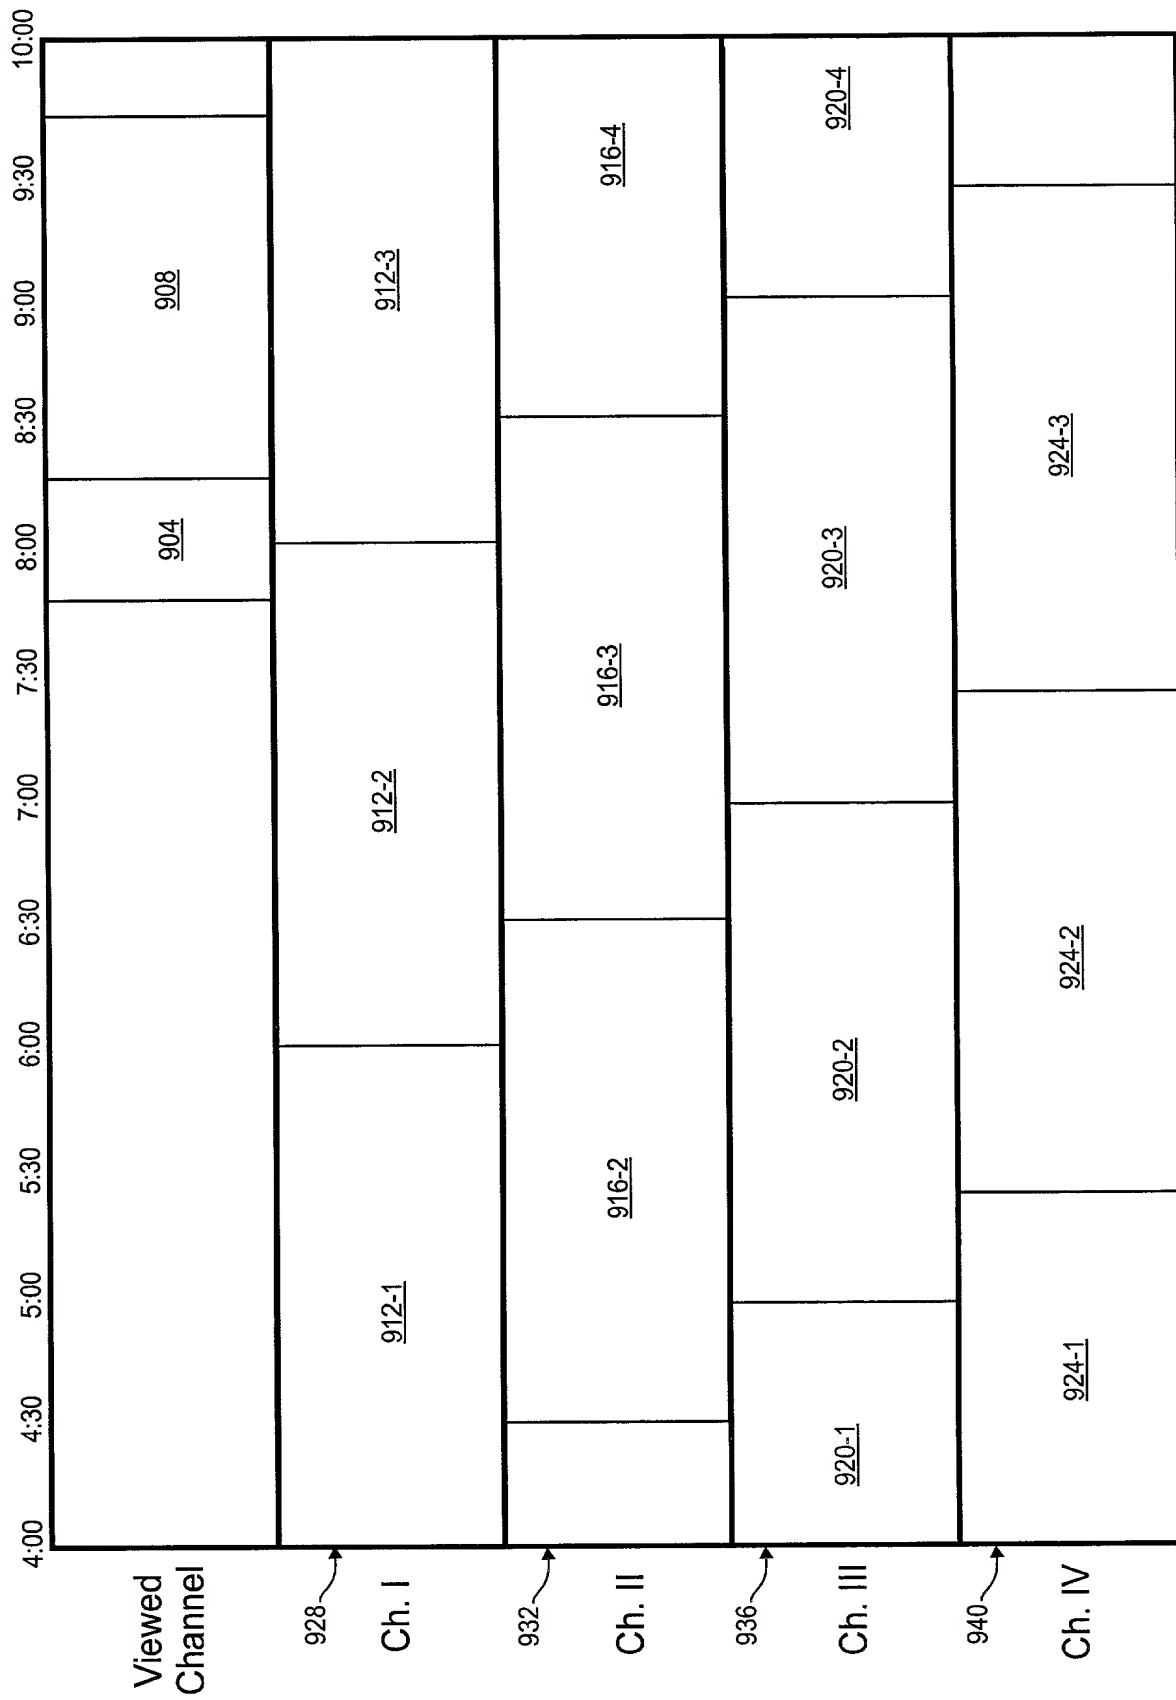 4:00 4:30 5:00 5:30 6:00 6:30 7:00 7:30 8:00 8:30 9:00 9:30 10:00
Viewed
Channel
904 908
928
Ch. I
912-1 912-2 912-3
932
Ch. II
916-2 916-3 916-4
936
Ch. III
920-1 920-2 920-3 920-4
940
Ch. IV
924-1 924-2 924-3